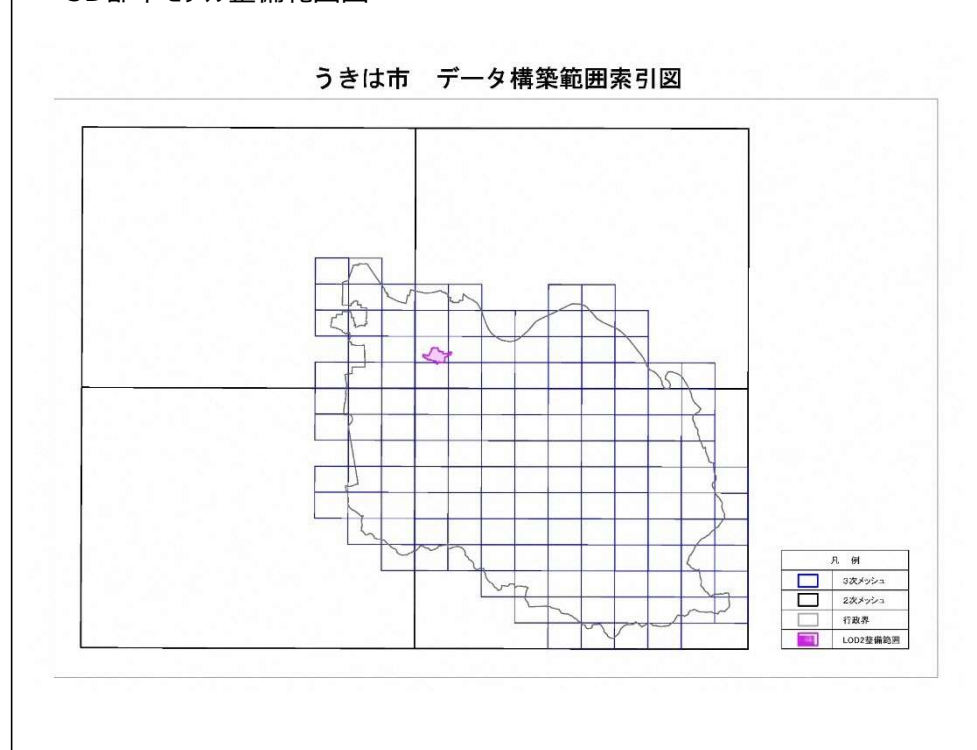 うきは市 データ構築範囲索引図
凡 例
3次メッシュ
2次メッシュ
行政界
LOD2整備範囲